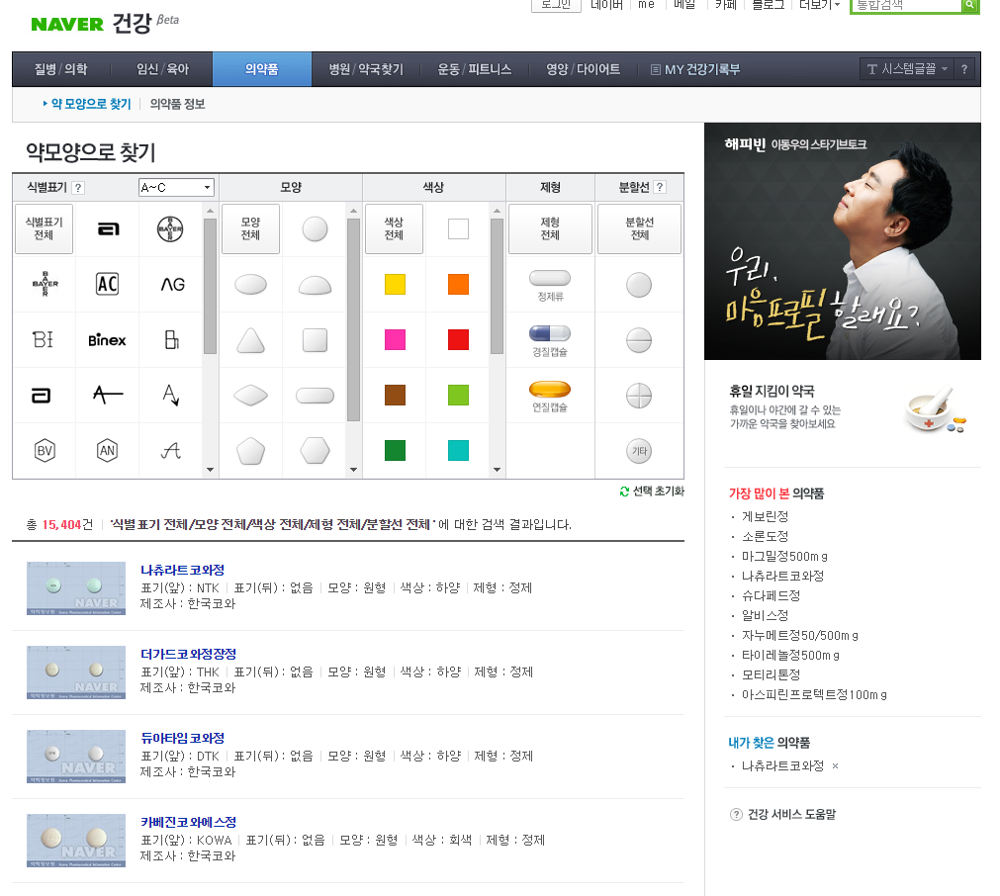 NAVER 건강 βeta
로그인 네이버 me 메일 카페 블로그 더보기 통합검색
질병/의학 임신/육아 의약품 병원/약국찾기 운동/피트니스 영양/다이어트 MY 건강기록부 T 시스템글꼴 ?
약 모양으로 찾기 의약품 정보
약모양으로 찾기
식별표기 ? A~C 모양 색상 제형 분할선 ?
식별표기 전체
BAYER
모양 전체
색상 전체
제형 전체
분할선 전체
BAYER AC AG
정제류
BI Binex
경질캡슐
연질캡슐
BV AN
기타
선택 초기화
총 15,404건 '식별표기 전체/모양 전체/색상 전체/제형 전체/분할선 전체 ' 에 대한 검색 결과입니다.
나츄라트코와정
표기(앞) : NTK 표기(뒤) : 없음 모양 : 원형 색상 : 하양 제형 : 정제
제조사 : 한국코와
NAVER
더가드코와정장정
표기(앞) : THK 표기(뒤) : 없음 모양 : 원형 색상 : 하양 제형 : 정제
제조사 : 한국코와
NAVER
듀아타임코와정
표기(앞) : DTK 표기(뒤) : 없음 모양 : 원형 색상 : 하양 제형 : 정제
제조사 : 한국코와
NAVER
카베진코와에스정
표기(앞) : KOWA 표기(뒤) : 없음 모양 : 원형 색상 : 회색 제형 : 정제
제조사 : 한국코와
NAVER
해피빈 이동우의 스타기브토크
우리,
마음프로필 할래요?
휴일 지킴이 약국
휴일이나 야간에 갈 수 있는
가까운 약국을 찾아보세요
가장 많이 본 의약품
· 게보린정
· 소론도정
· 마그밀정500mg
· 나츄라트코와정
· 슈다페드정
· 알비스정
· 자누메트정50/500mg
· 타이레놀정500mg
· 모티리톤정
· 아스피린프로텍트정100mg
내가 찾은 의약품
· 나츄라트코와정 ×
? 건강 서비스 도움말